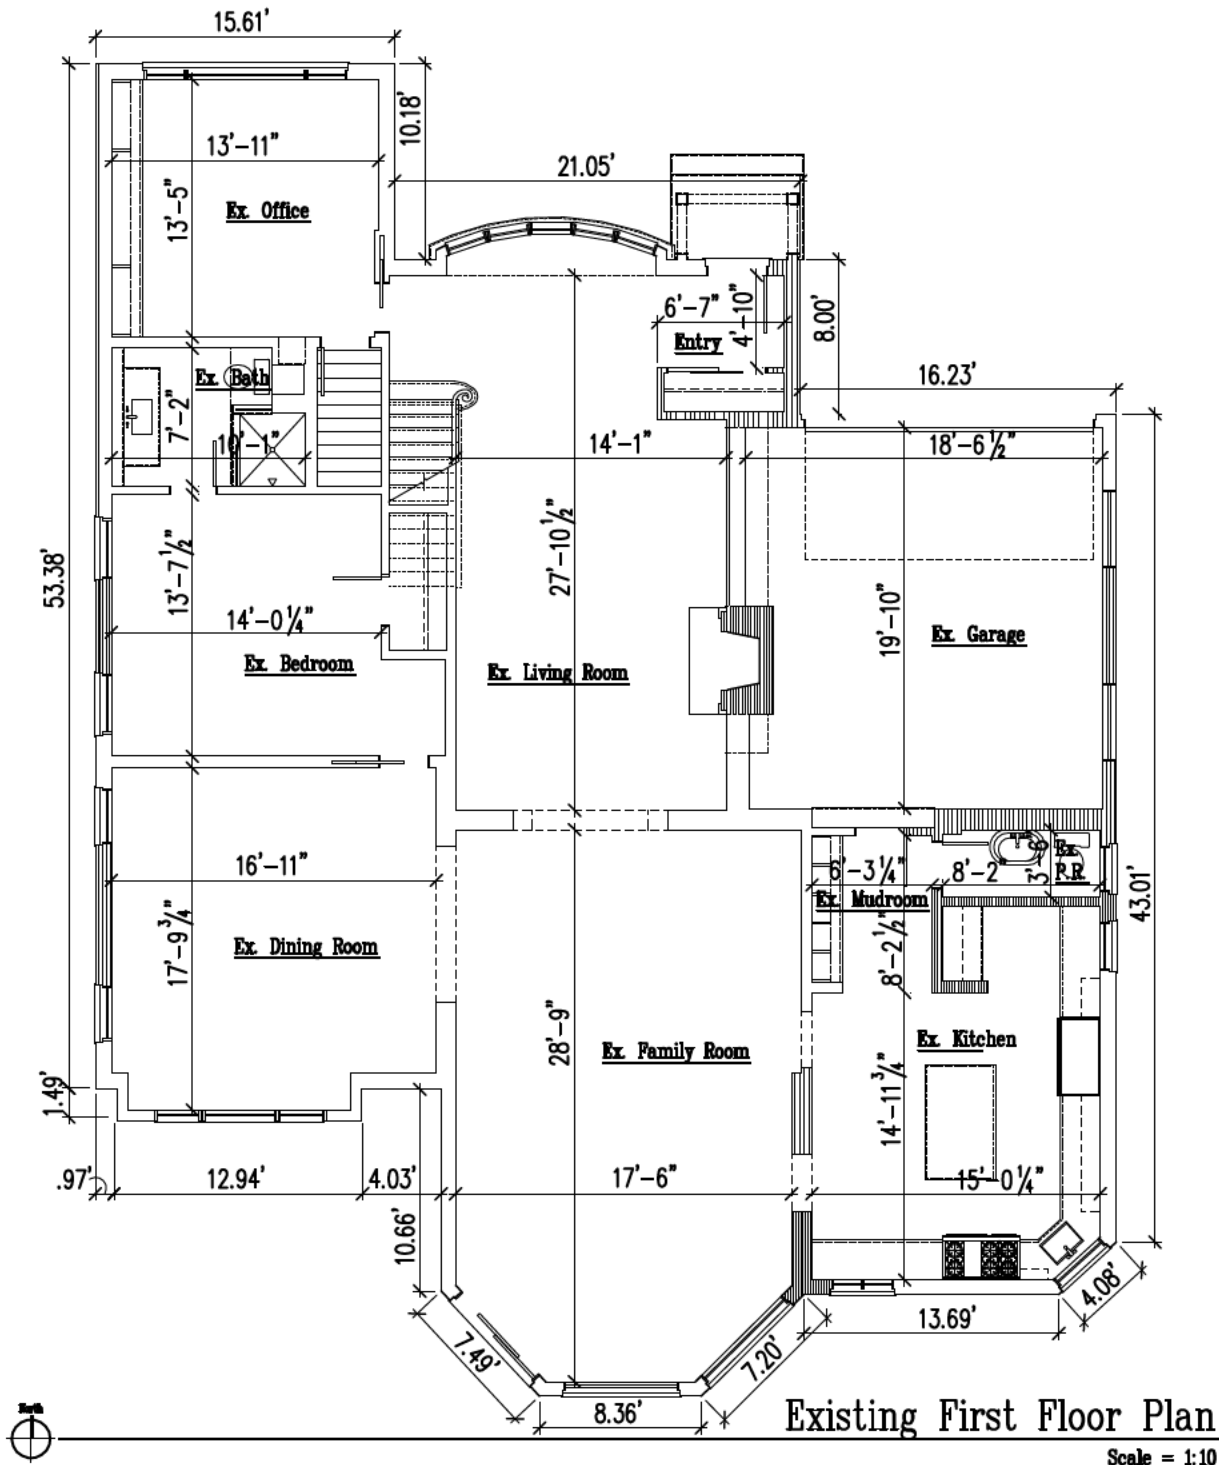 15.61'
10.18'
13'-11"
21.05'
13'-5"
Ex. Office
6'-7"
4'-10"
8.00'
Entry
16.23'
Ex. Bath
7'-2"
10'-1"
14'-1"
18'-6 1/2"
53.38'
13'-7 1/2"
27'-10 1/2"
14'-0 1/4"
19'-10"
Ex. Garage
Ex. Bedroom
Ex. Living Room
16'-11"
6'-3 1/4"
8'-2
3'-6
Ex.
P.R.
Ex. Mudroom
43.01'
17'-9 3/4"
Ex. Dining Room
8'-2 1/2"
28'-9"
Ex. Family Room
Ex. Kitchen
1.49'
14'-11 3/4"
.97'
12.94'
4.03'
17'-6"
15'-0 1/4"
10.66'
4.08'
13.69'
7.49'
7.20'
8.36'
North
Existing First Floor Plan
Scale = 1:10